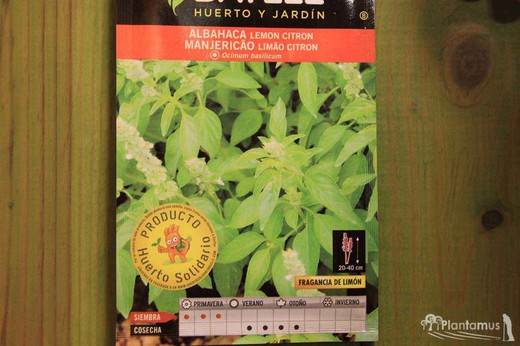 HUERTO Y JARDÍN
®
ALBAHACA LEMON CITRON
MANJERICÃO LIMÃO CITRON
Ocimum basilicum
PRODUCTO
Huerto Solidario
20-40 cm
FRAGANCIA DE LIMÓN
PRIMAVERA VERANO OTOÑO INVIERNO
SIEMBRA
COSECHA
Plantamus